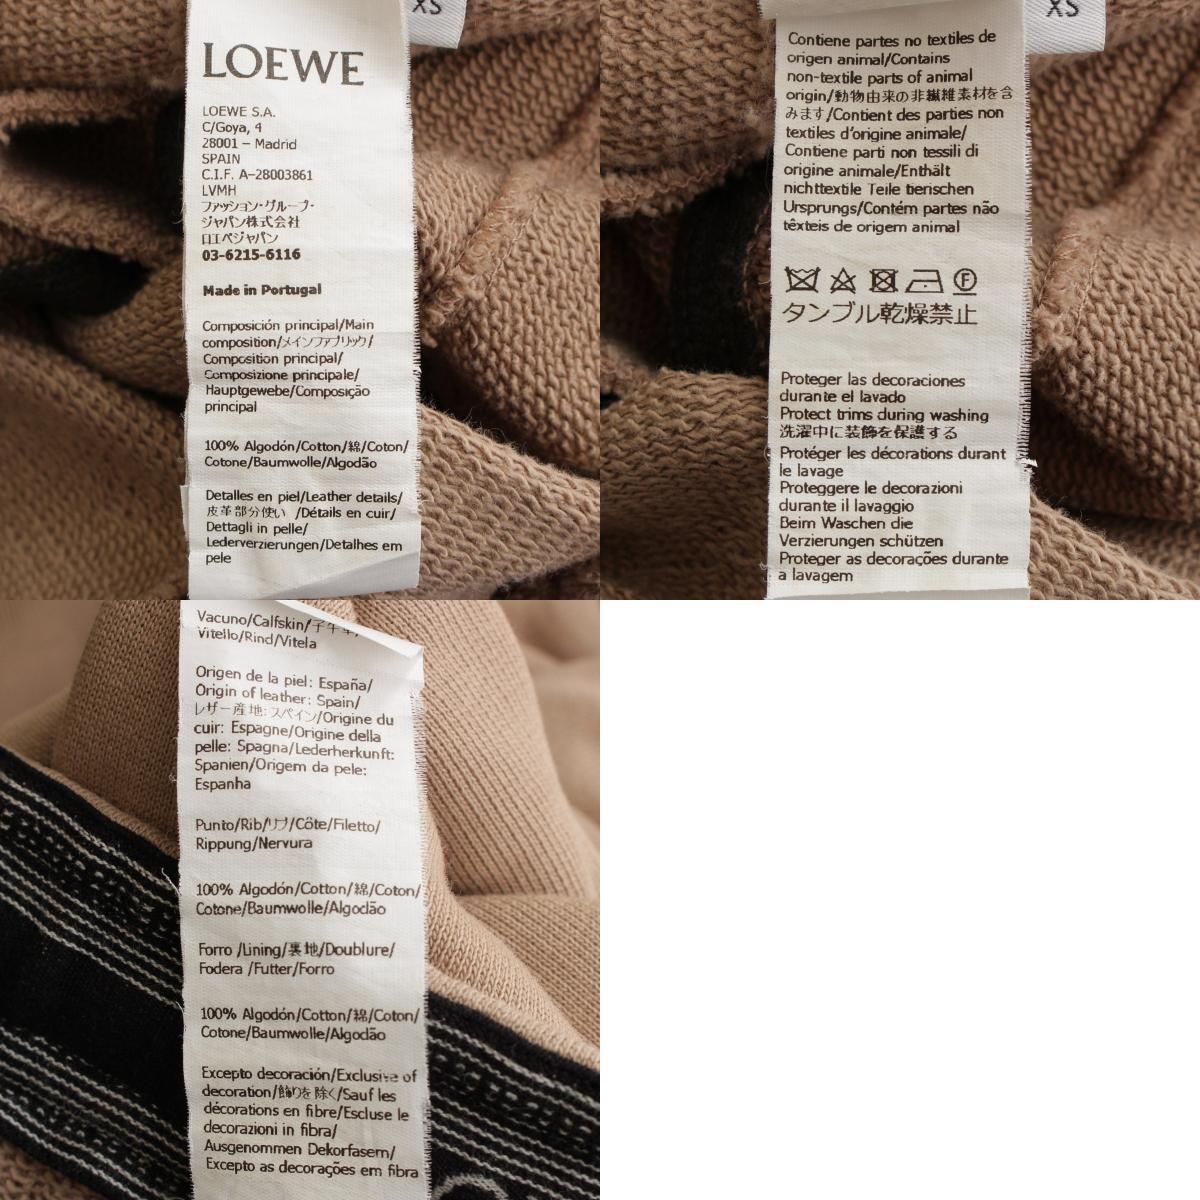 XS
LOEWE
LOEWE S.A.
C/Goya, 4
28001 – Madrid
SPAIN
C.I.F. A-28003861
LVMH
ファッション・グループ・
ジャパン株式会社
ロエベジャパン
03-6215-6116
Made in Portugal
Composición principal/Main
composition/メインファブリック/
Composition principal/
Composizione principale/
Hauptgewebe/Composição
principal
100% Algodón/Cotton/綿/Coton/
Cotone/Baumwolle/Algodão
Detalles en piel/Leather details/
皮革部分使い /Détails en cuir/
Dettagli in pelle/
Lederverzierungen/Detalhes em
pele
XS
Contiene partes no textiles de
origen animal/Contains
non-textile parts of animal
origin/動物由来の非繊維素材を含
みます/Contient des parties non
textiles d'origine animale/
Contiene parti non tessili di
origine animale/Enthält
nichttextile Teile tierischen
Ursprungs/Contém partes não
têxteis de origem animal
F
タンブル乾燥禁止
Proteger las decoraciones
durante el lavado
Protect trims during washing
洗濯中に装飾を保護する
Protéger les décorations durant
le lavage
Proteggere le decorazioni
durante il lavaggio
Beim Waschen die
Verzierungen schützen
Proteger as decorações durante
a lavagem
Vacuno/Calfskin/子牛革/
Vitello/Rind/Vitela
Origen de la piel: España/
Origin of leather: Spain/
レザー産地: スペイン/Origine du
cuir: Espagne/Origine della
pelle: Spagna/Lederherkunft:
Spanien/Origem da pele:
Espanha
Punto/Rib/リブ/Côte/Filetto/
Rippung/Nervura
100% Algodón/Cotton/綿/Coton/
Cotone/Baumwolle/Algodão
Forro /Lining/裏地/Doublure/
Fodera /Futter/Forro
100% Algodón/Cotton/綿/Coton/
Cotone/Baumwolle/Algodão
Excepto decoración/Exclusive of
decoration/飾りを除く/Sauf les
décorations en fibre/Escluse le
decorazioni in fibra/
Ausgenommen Dekorfasern/
Excepto as decorações em fibra